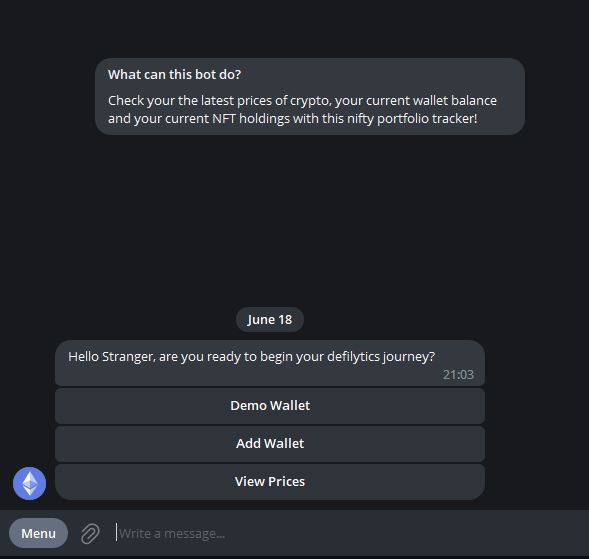 What can this bot do?
Check your the latest prices of crypto, your current wallet balance
and your current NFT holdings with this nifty portfolio tracker!
June 18
Hello Stranger, are you ready to begin your defilytics journey?
21:03
Demo Wallet
Add Wallet
View Prices
Menu
Write a message...